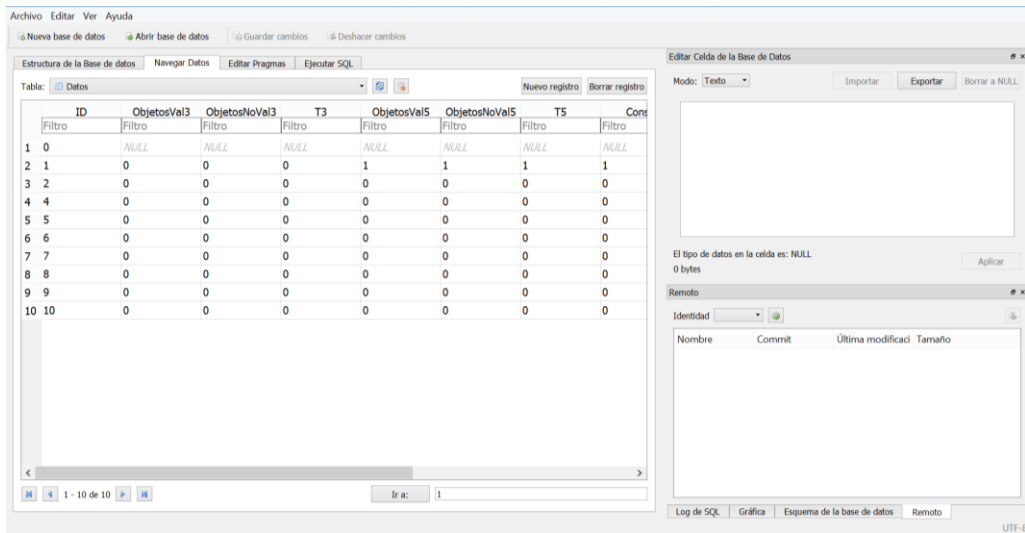 Archivo Editar Ver Ayuda
Nueva base de datos Abrir base de datos Guardar cambios Deshacer cambios
Estructura de la Base de datos Navegar Datos Editar Pragmas Ejecutar SQL
Tabla: Datos Nuevo registro Borrar registro
ID ObjetosVal3 ObjetosNoVal3 T3 ObjetosVal5 ObjetosNoVal5 T5 Cons
Filtro Filtro Filtro Filtro Filtro Filtro Filtro Filtro
1 0 NULL NULL NULL NULL NULL NULL NULL
2 1 0 0 0 1 1 1 1
3 2 0 0 0 0 0 0 0
4 4 0 0 0 0 0 0 0
5 5 0 0 0 0 0 0 0
6 6 0 0 0 0 0 0 0
7 7 0 0 0 0 0 0 0
8 8 0 0 0 0 0 0 0
9 9 0 0 0 0 0 0 0
10 10 0 0 0 0 0 0 0
1 - 10 de 10 Ir a: 1
Editar Celda de la Base de Datos
Modo: Texto Importar Exportar Borrar a NULL
El tipo de datos en la celda es: NULL
0 bytes
Aplicar
Remoto
Identidad
Nombre Commit Última modificaci Tamaño
Log de SQL Gráfica Esquema de la base de datos Remoto
UTF-8